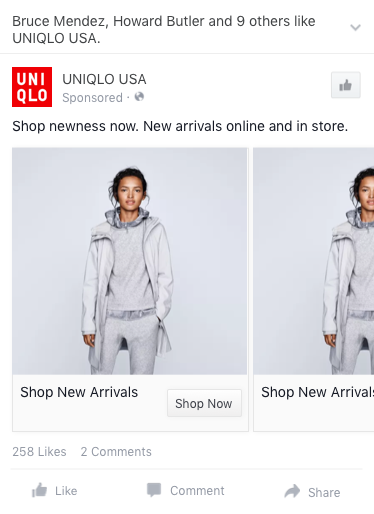 Bruce Mendez, Howard Butler and 9 others like
UNIQLO USA.
UNI
QLO
UNIQLO USA
Sponsored ·
Shop newness now. New arrivals online and in store.
Shop New Arrivals
Shop Now
Shop New Arrivals
258 Likes 2 Comments
Like
Comment
Share